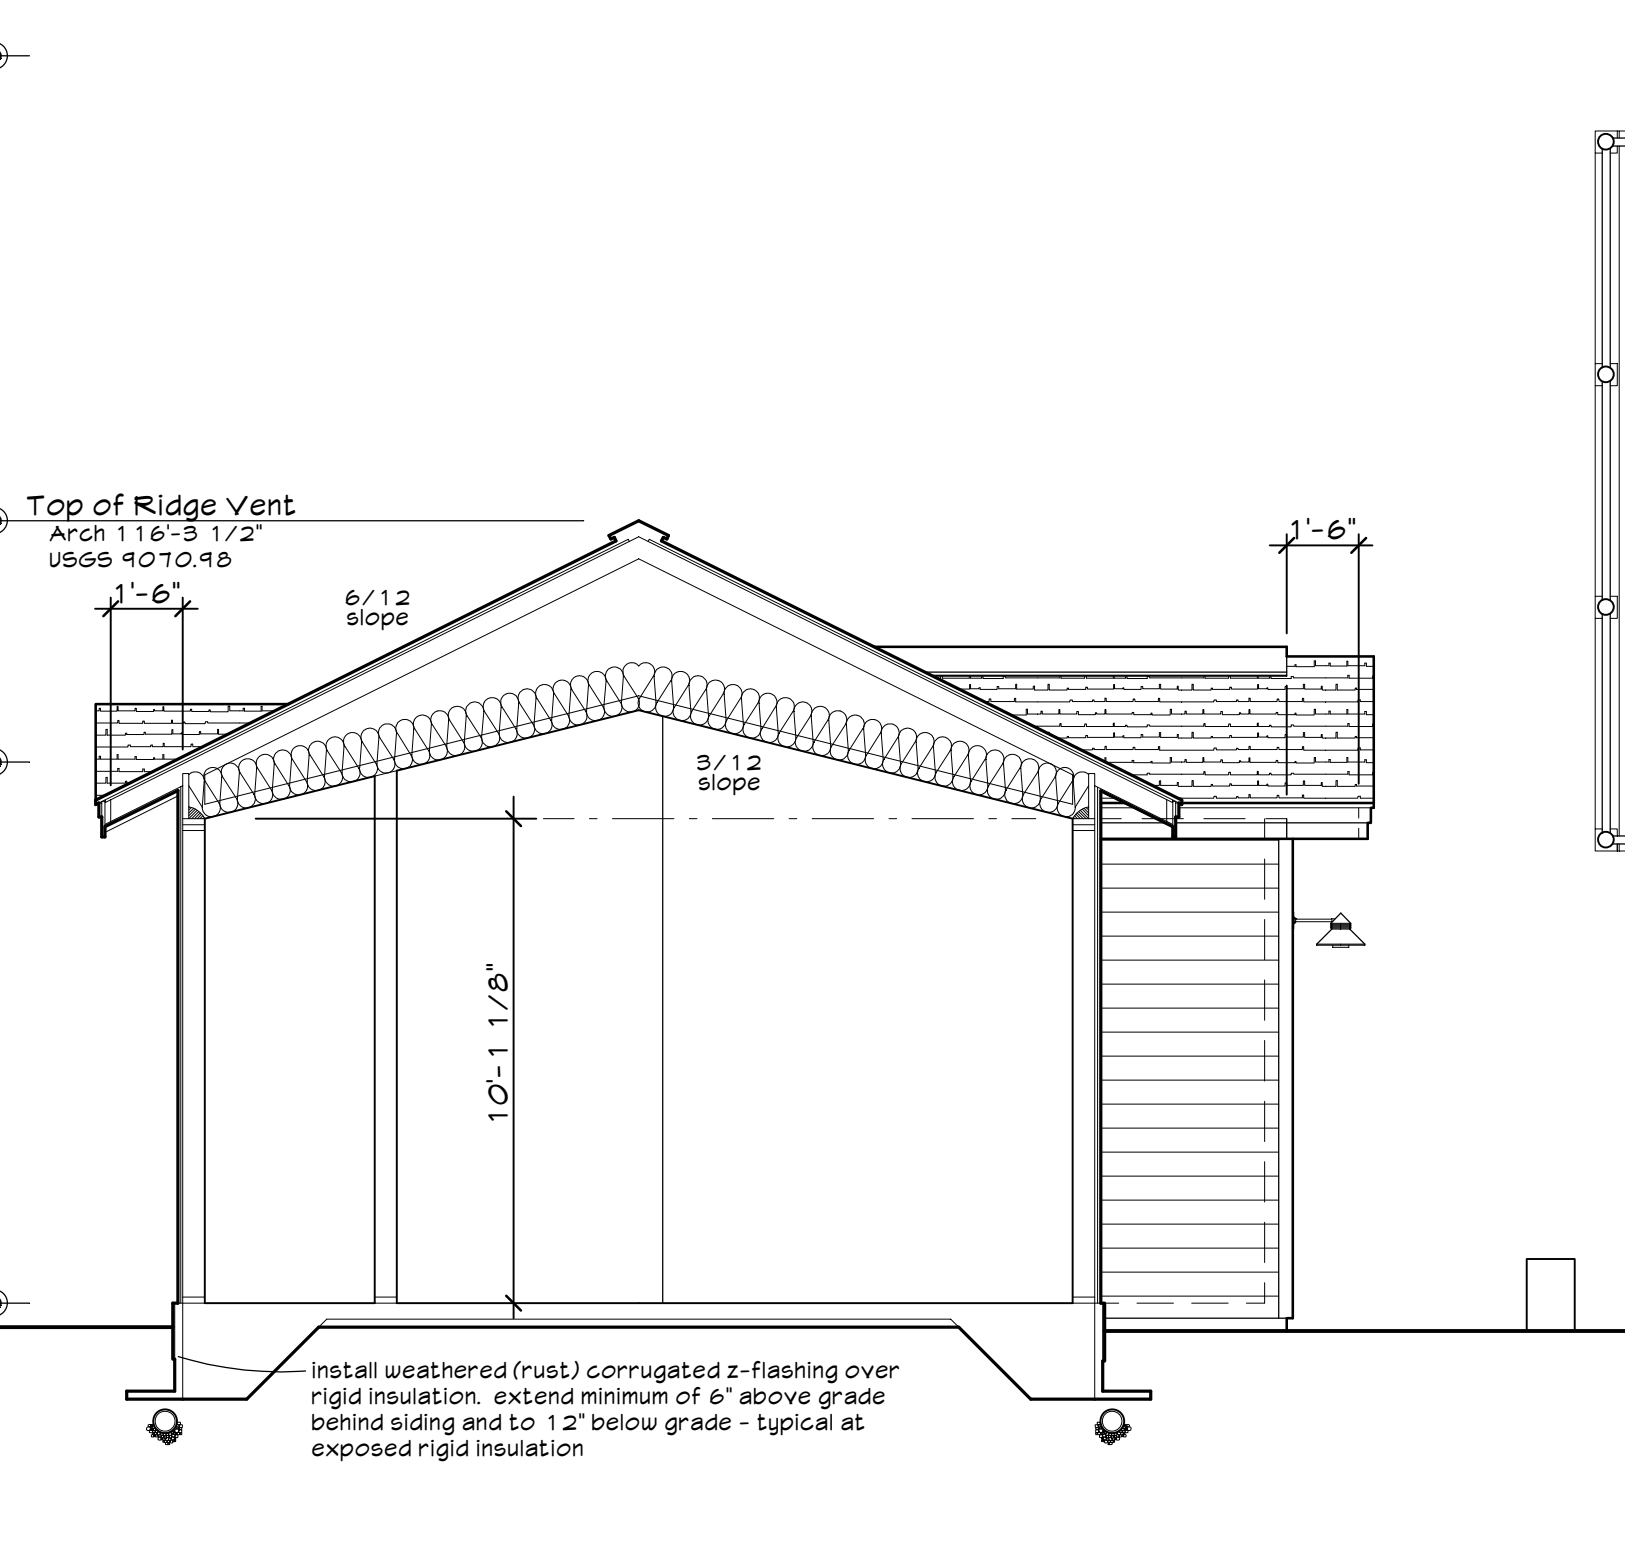 Top of Ridge Vent
Arch 116'-3 1/2"
USGS 9070.98
1'-6"
1'-6"
6/12
slope
3/12
slope
10'-1 1/8"
install weathered (rust) corrugated z-flashing over
rigid insulation.  extend minimum of 6" above grade
behind siding and to 12" below grade - typical at
exposed rigid insulation